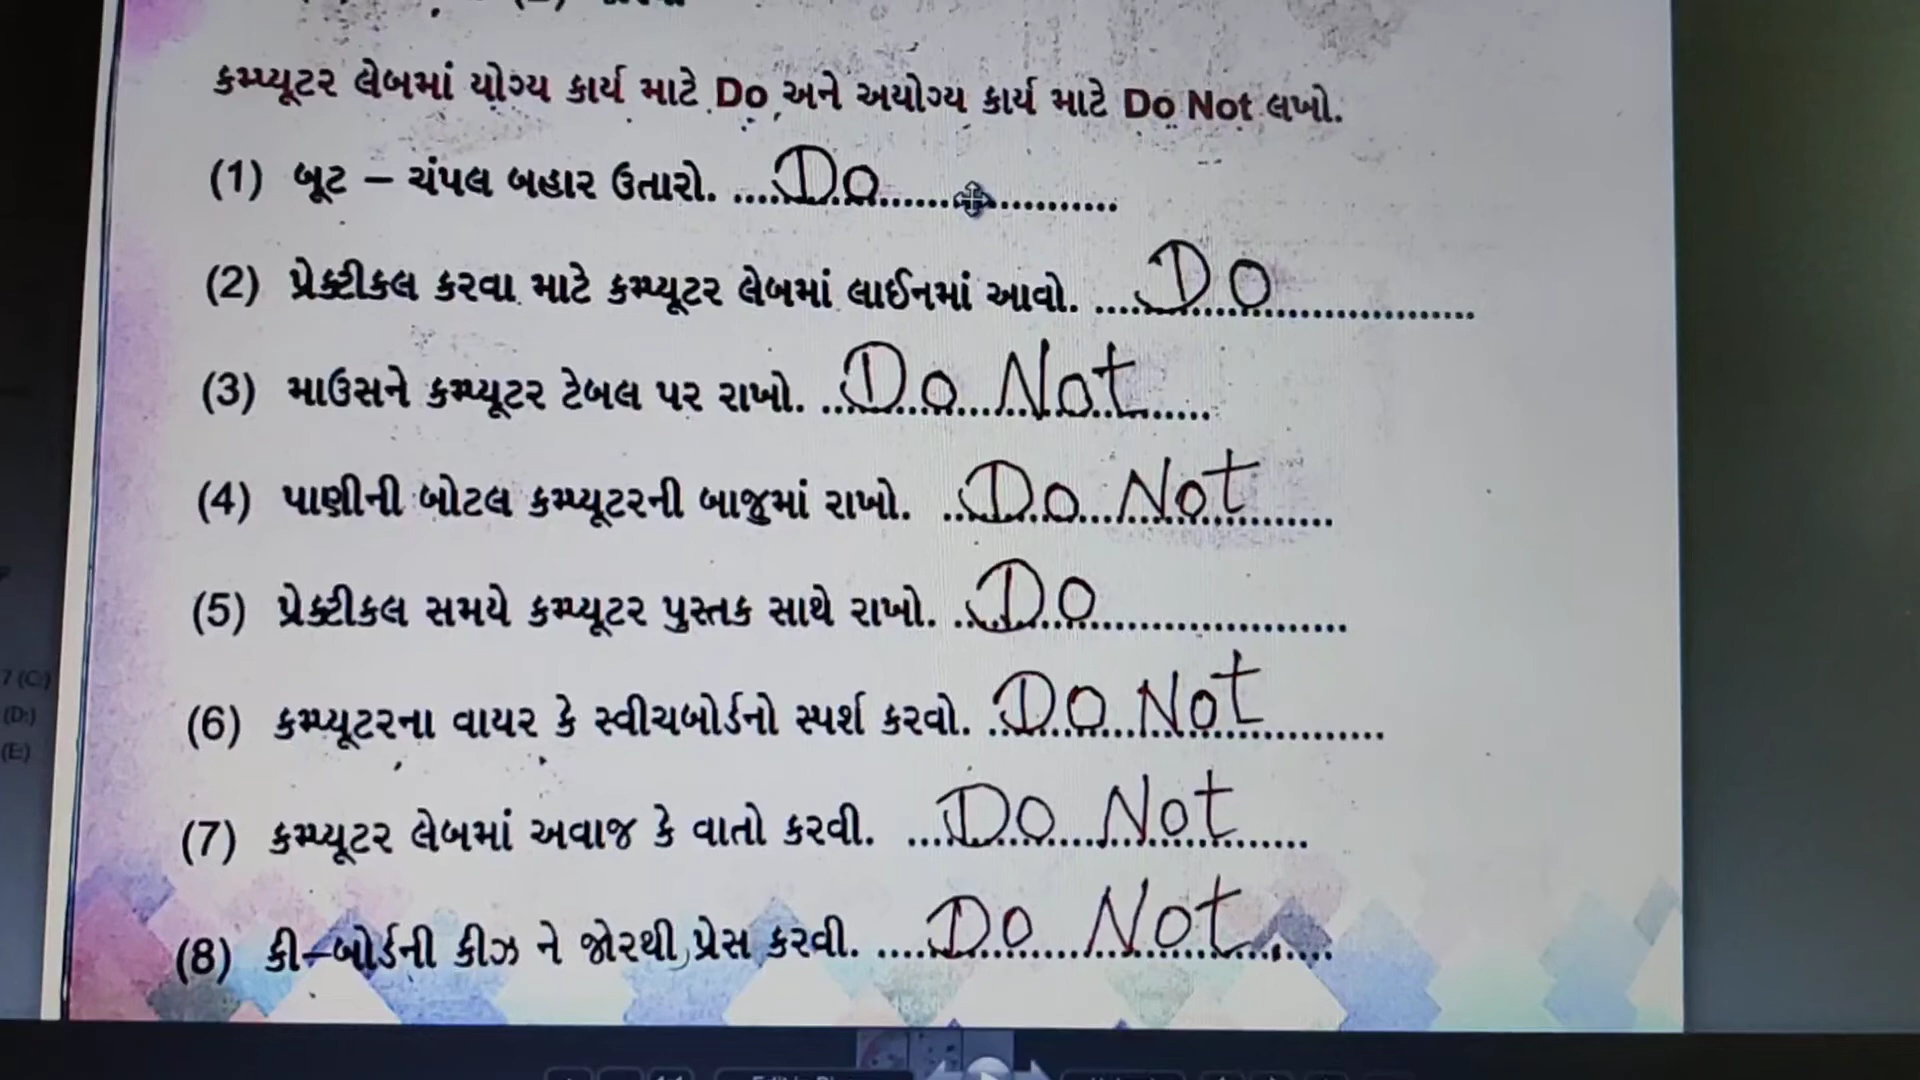 કમ્પ્યૂટર લેબમાં યોગ્ય કાર્ય માટે Do અને અયોગ્ય કાર્ય માટે Do Not લખો.
(1) બૂટ – ચંપલ બહાર ઉતારો. ....Do..................
(2) પ્રેક્ટીકલ કરવા માટે કમ્પ્યૂટર લેબમાં લાઈનમાં આવો. ....Do..................
(3) માઉસને કમ્પ્યૂટર ટેબલ પર રાખો. ....Do Not......
(4) પાણીની બોટલ કમ્પ્યૂટરની બાજુમાં રાખો. ....Do Not......
(5) પ્રેક્ટીકલ સમયે કમ્પ્યૂટર પુસ્તક સાથે રાખો. ..Do..................
(6) કમ્પ્યૂટરના વાયર કે સ્વીચબોર્ડનો સ્પર્શ કરવો. ..Do Not..........
(7) કમ્પ્યૂટર લેબમાં અવાજ કે વાતો કરવી. ....Do Not......
(8) કી–બોર્ડની કીઝ ને જોરથી પ્રેસ કરવી. ....Do Not......
7 (C:)
(D:)
(E:)